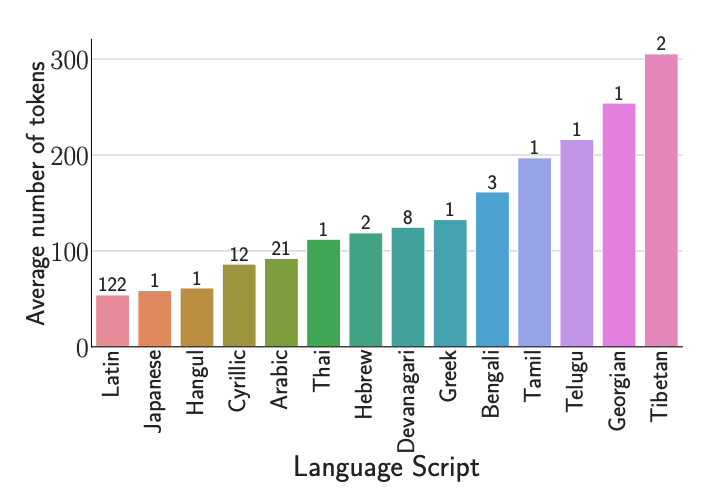 Average number of tokens
300
200
100
0
122
1
1
12
21
1
2
8
1
3
1
1
1
2
Latin
Japanese
Hangul
Cyrillic
Arabic
Thai
Hebrew
Devanagari
Greek
Bengali
Tamil
Telugu
Georgian
Tibetan
Language Script